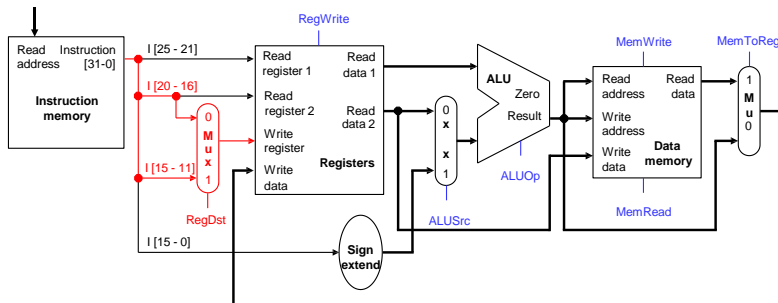 RegWrite
MemWrite
MemToReg
Read
address
Instruction
[31-0]
Instruction
memory
I [25 - 21]
I [20 - 16]
I [15 - 11]
I [15 - 0]
0
M
u
x
1
RegDst
Read
register 1
Read
data 1
Read
register 2
Read
data 2
Write
register
Registers
Write
data
Sign
extend
0
x
x
1
ALUSrc
ALU
Zero
Result
ALUOp
Read
address
Read
data
Write
address
Write
data
Data
memory
MemRead
1
M
u
0